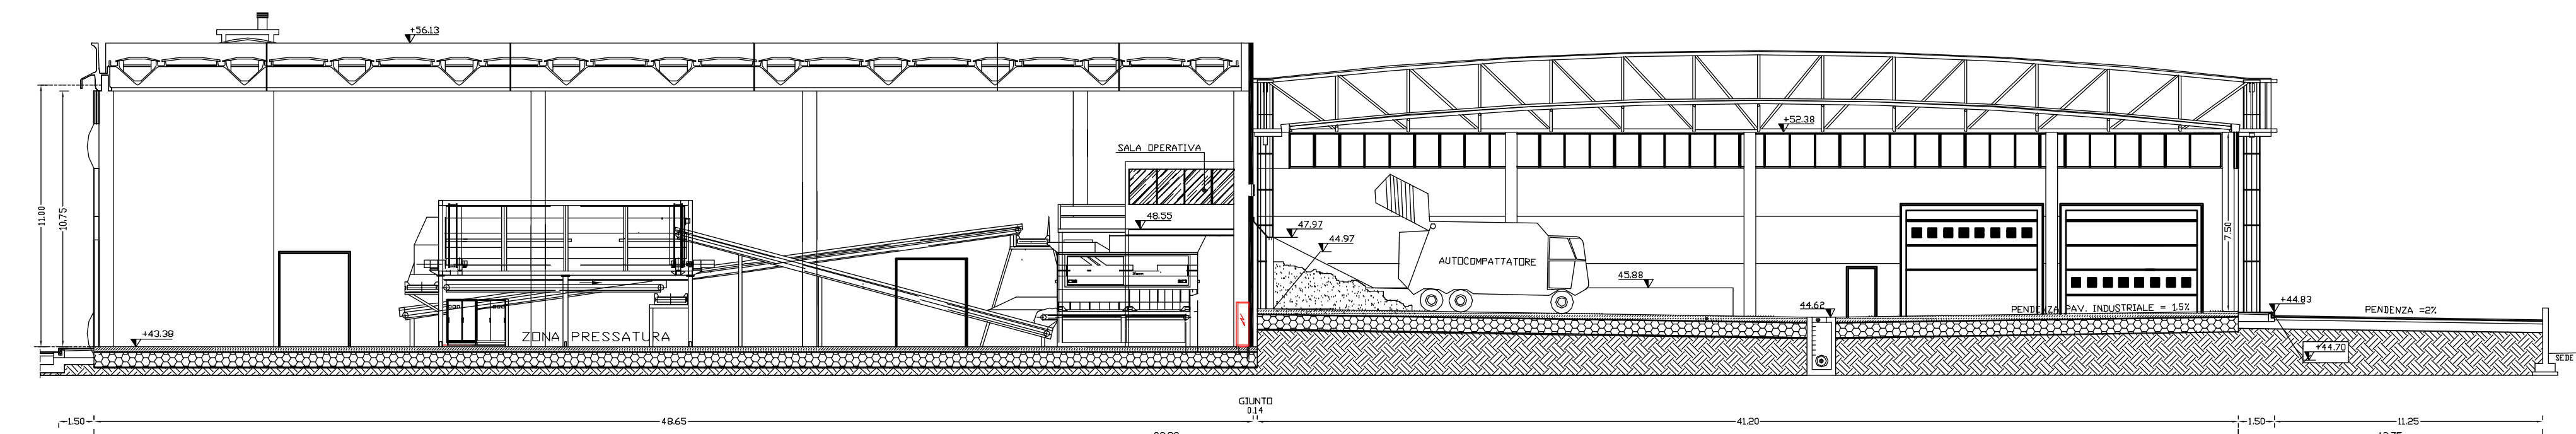 +56.13
+52.38
SALA OPERATIVA
11.00
10.75
48.55
47.97
44.97
AUTOCOMPATTATORE
45.88
7.50
44.62
PENDENZA PAV. INDUSTRIALE = 1.5%
+44.83
PENDENZA =2%
+43.38
ZONA PRESSATURA
+44.70
SEDE
GIUNTO
0.14
1.50
48.65
41.20
1.50
11.25